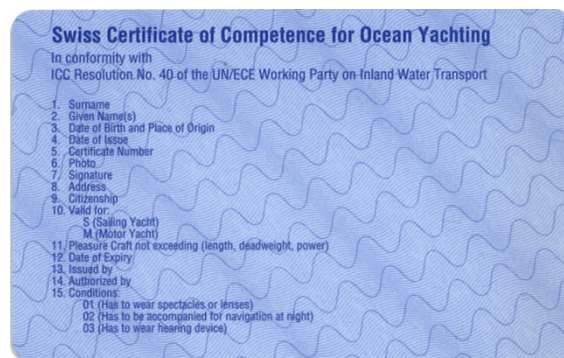 Swiss Certificate of Competence for Ocean Yachting
In conformity with
ICC Resolution No. 40 of the UN/ECE Working Party on Inland Water Transport
1. Surname
2. Given Name(s)
3. Date of Birth and Place of Origin
4. Date of Issue
5. Certificate Number
6. Photo
7. Signature
8. Address
9. Citizenship
10. Valid for:
S (Sailing Yacht)
M (Motor Yacht)
11. Pleasure Craft not exceeding (length, deadweight, power)
12. Date of Expiry
13. Issued by
14. Authorized by
15. Conditions:
01 (Has to wear spectacles or lenses)
02 (Has to be accompanied for navigation at night)
03 (Has to wear hearing device)